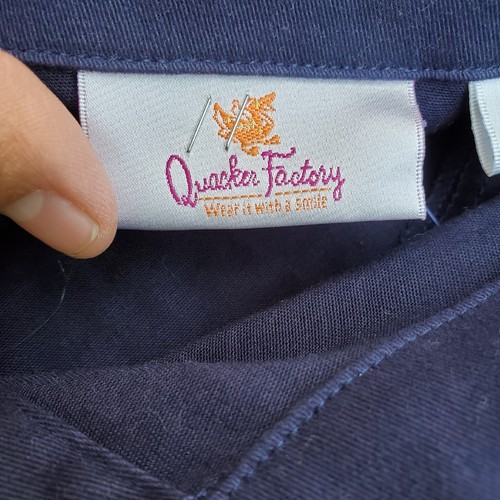 Quacker Factory
Wear it with a smile